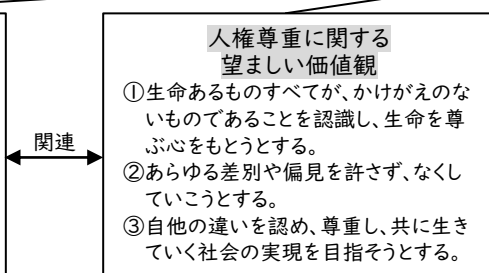 人権尊重に関する
望ましい価値観
関連
①生命あるものすべてが、かけがえのな
いものであることを認識し、生命を尊
ぶ心をもとうとする。
②あらゆる差別や偏見を許さず、なくし
ていこうとする。
③自他の違いを認め、尊重し、共に生き
ていく社会の実現を目指そうとする。